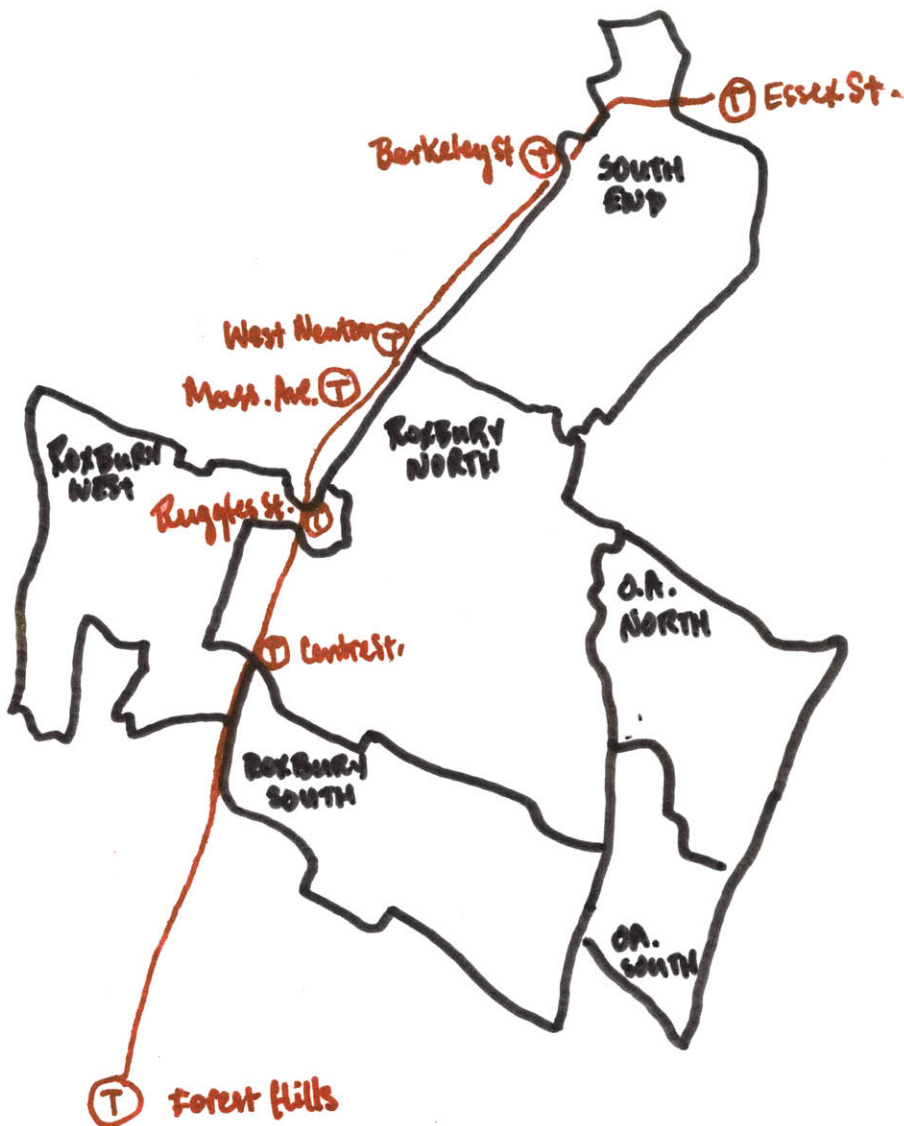 T Essex St.
Berkeley St T
SOUTH
END
West Newton T
Mass. Ave. T
ROXBURY
WEST
ROXBURY
NORTH
Ruggles St. T
O.A.
NORTH
T Centre St.
ROXBURY
SOUTH
O.A.
SOUTH
T Forest Hills